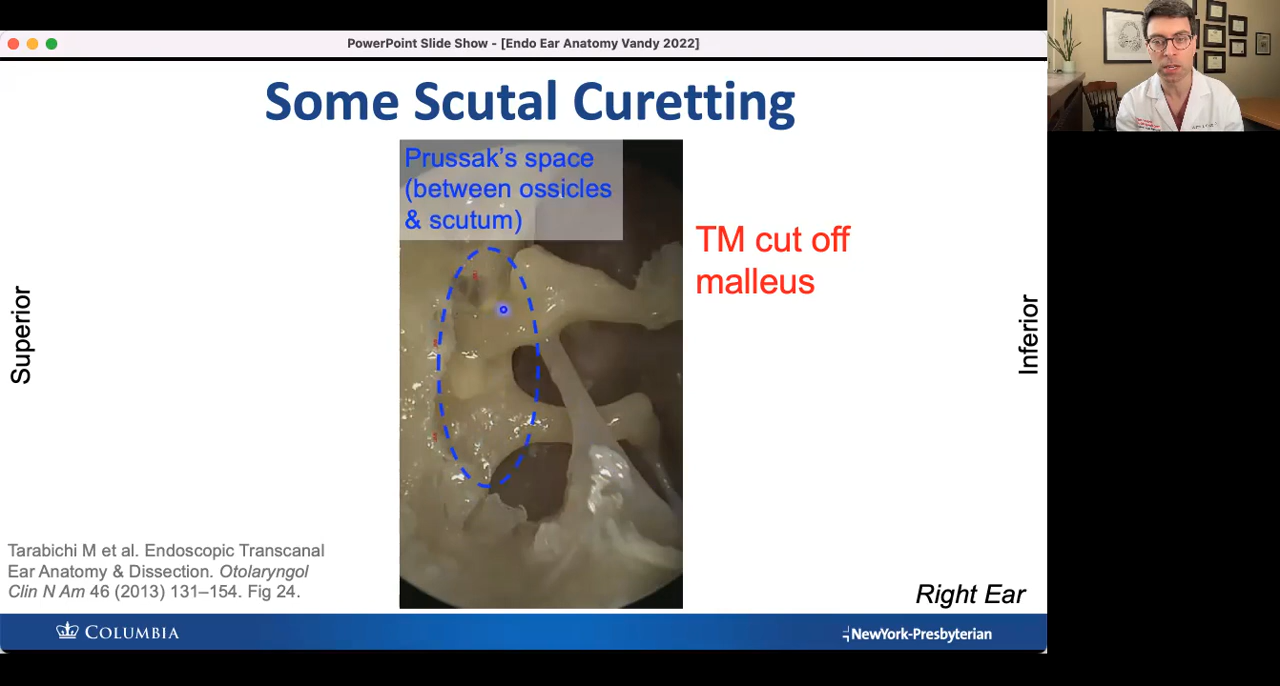 PowerPoint Slide Show - [Endo Ear Anatomy Vandy 2022]
Some Scutal Curetting
Prussak's space
(between ossicles
& scutum)
TM cut off
malleus
Superior
Inferior
Tarabichi M et al. Endoscopic Transcanal
Ear Anatomy & Dissection. Otolaryngol
Clin N Am 46 (2013) 131–154. Fig 24.
Right Ear
COLUMBIA
NewYork-Presbyterian